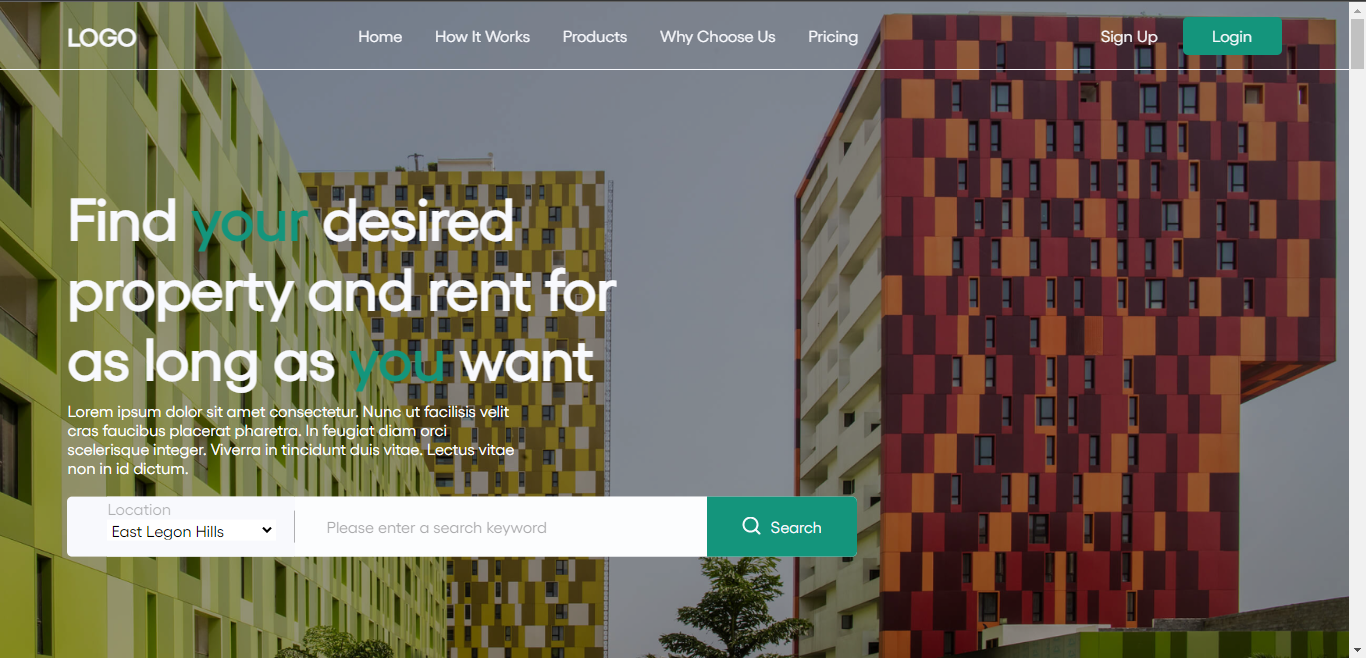 LOGO
Home
How It Works
Products
Why Choose Us
Pricing
Sign Up
Login
Find your desired
property and rent for
as long as you want
Lorem ipsum dolor sit amet consectetur. Nunc ut facilisis velit
cras faucibus placerat pharetra. In feugiat diam orci
scelerisque integer. Viverra in tincidunt duis vitae. Lectus vitae
non in id dictum.
Location
East Legon Hills
Please enter a search keyword
Search